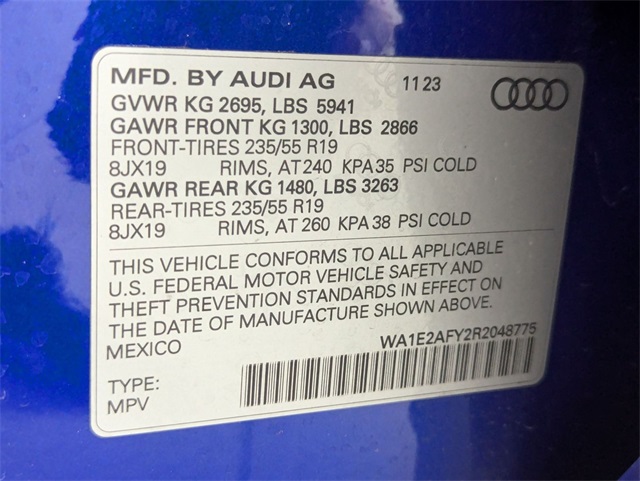 MFD. BY AUDI AG 11 23
GVWR KG 2695, LBS 5941
GAWR FRONT KG 1300, LBS 2866
FRONT-TIRES 235/55 R19
8JX19 RIMS, AT 240 KPA 35 PSI COLD
GAWR REAR KG 1480, LBS 3263
REAR-TIRES 235/55 R19
8JX19 RIMS, AT 260 KPA 38 PSI COLD
THIS VEHICLE CONFORMS TO ALL APPLICABLE
U.S. FEDERAL MOTOR VEHICLE SAFETY AND
THEFT PREVENTION STANDARDS IN EFFECT ON
THE DATE OF MANUFACTURE SHOWN ABOVE.
MEXICO WA1E2AFY2R2048775
TYPE:
MPV